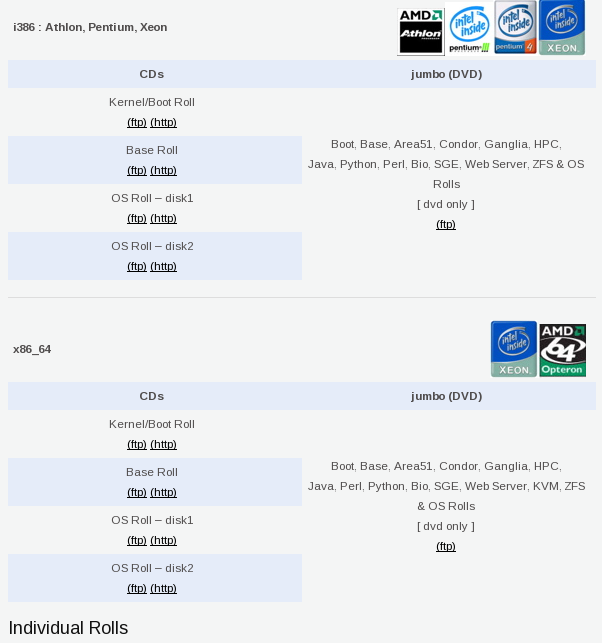 i386 : Athlon, Pentium, Xeon
AMD
Athlon
intel
inside
pentium III
intel
inside
pentium 4
intel
inside
XEON.
CDs
jumbo (DVD)
Kernel/Boot Roll
(ftp) (http)
Base Roll
(ftp) (http)
OS Roll – disk1
(ftp) (http)
OS Roll – disk2
(ftp) (http)
Boot, Base, Area51, Condor, Ganglia, HPC,
Java, Python, Perl, Bio, SGE, Web Server, ZFS & OS
Rolls
[ dvd only ]
(ftp)
x86_64
intel
inside
XEON.
AMD
64
Opteron
CDs
jumbo (DVD)
Kernel/Boot Roll
(ftp) (http)
Base Roll
(ftp) (http)
OS Roll – disk1
(ftp) (http)
OS Roll – disk2
(ftp) (http)
Boot, Base, Area51, Condor, Ganglia, HPC,
Java, Perl, Python, Bio, SGE, Web Server, KVM, ZFS
& OS Rolls
[ dvd only ]
(ftp)
Individual Rolls